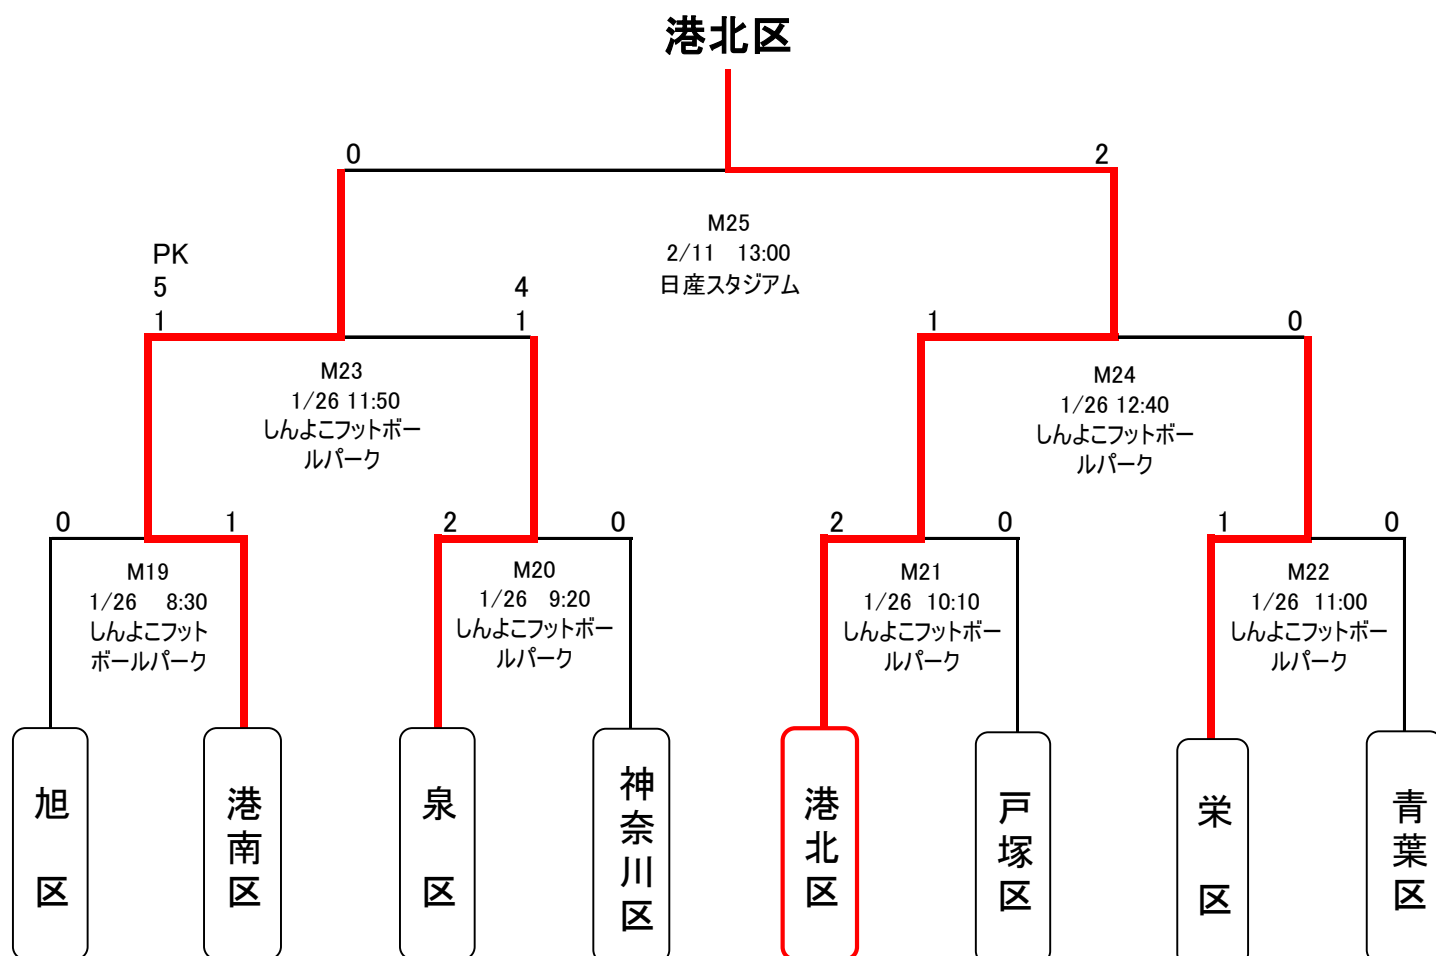 港北区
0
2
M25
2/11 13:00
日産スタジアム
PK
5
4
1
1
1
0
M23
1/26 11:50
しんよこフットボー
ルパーク
M24
1/26 12:40
しんよこフットボー
ルパーク
0
1
2
0
2
0
1
0
M19
1/26 8:30
しんよこフット
ボールパーク
M20
1/26 9:20
しんよこフットボー
ルパーク
M21
1/26 10:10
しんよこフットボー
ルパーク
M22
1/26 11:00
しんよこフットボー
ルパーク
旭区
港南区
泉区
神奈川区
港北区
戸塚区
栄区
青葉区